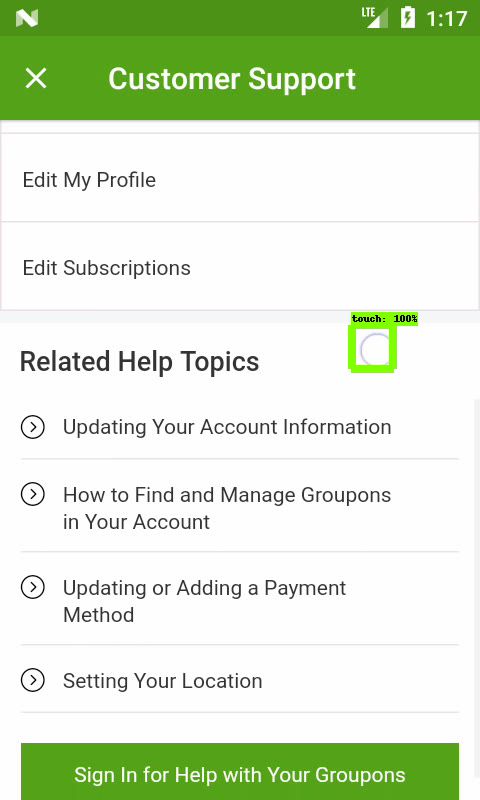 LTE 1:17
Customer Support
Edit My Profile
Edit Subscriptions
touch: 100%
Related Help Topics
Updating Your Account Information
How to Find and Manage Groupons
in Your Account
Updating or Adding a Payment
Method
Setting Your Location
Sign In for Help with Your Groupons